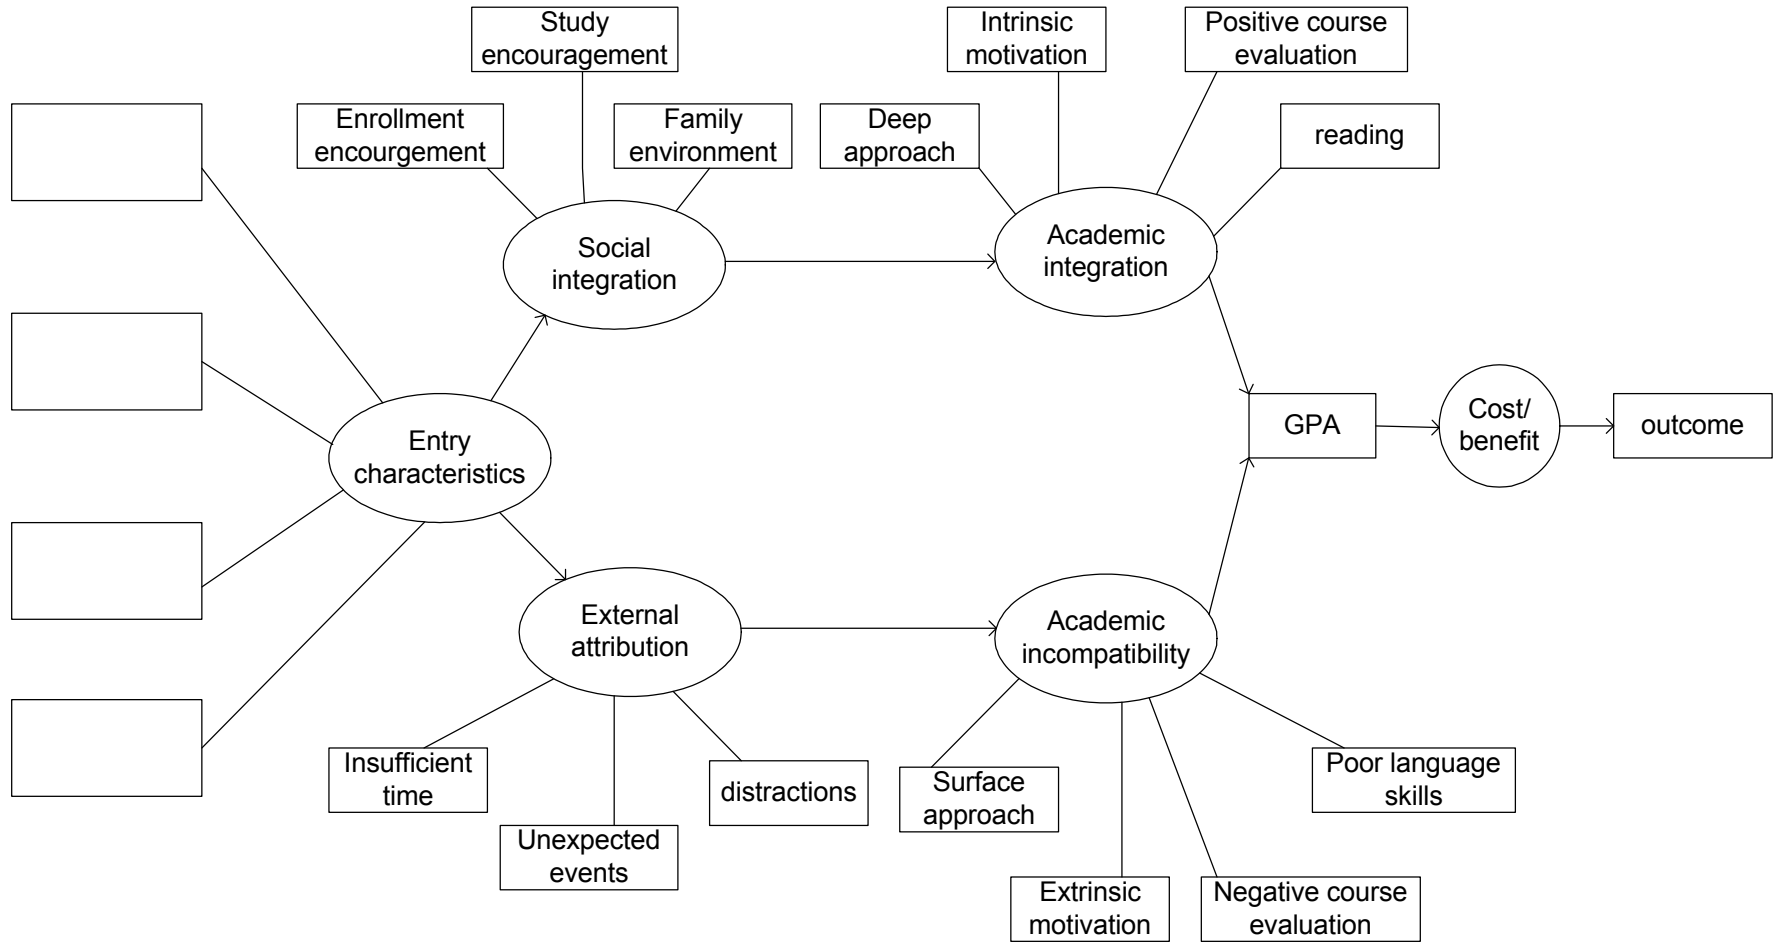 Study
encouragement
Intrinsic
motivation
Positive course
evaluation
Enrollment
encourgement
Family
environment
Deep
approach
reading
Social
integration
Academic
integration
Entry
characteristics
GPA
Cost/
benefit
outcome
External
attribution
Academic
incompatibility
Insufficient
time
distractions
Surface
approach
Poor language
skills
Unexpected
events
Extrinsic
motivation
Negative course
evaluation